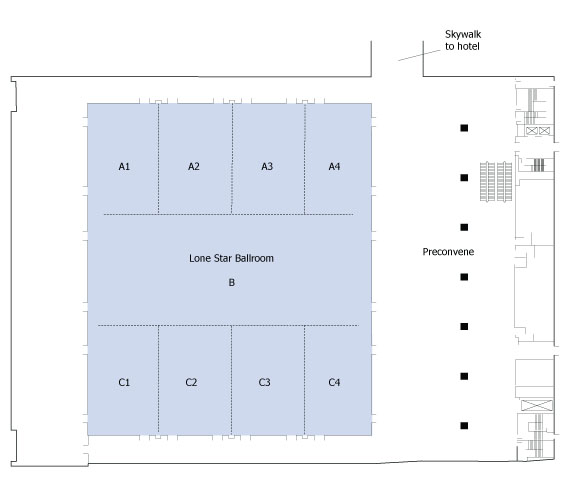 Skywalk
to hotel
A1
A2
A3
A4
Preconvene
Lone Star Ballroom
B
C1
C2
C3
C4